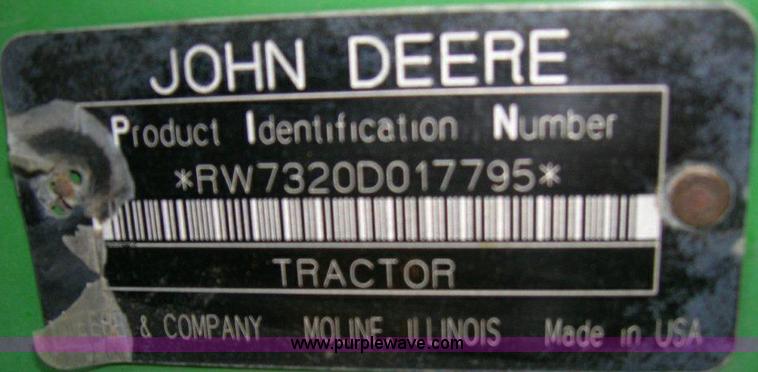 JOHN DEERE
Product Identification Number
*RW7320D017795*
TRACTOR
& COMPANY MOLINE ILLINOIS Made in USA
www.purplewave.com